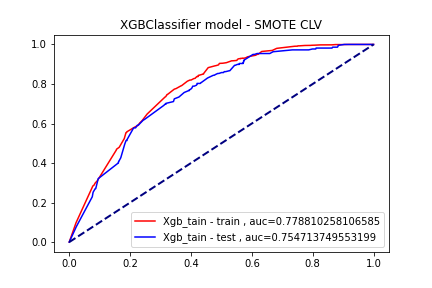 XGBClassifier model - SMOTE CLV
1.0
0.8
0.6
0.4
0.2
0.0
Xgb_tain - train , auc=0.778810258106585
Xgb_tain - test , auc=0.754713749553199
0.0 0.2 0.4 0.6 0.8 1.0